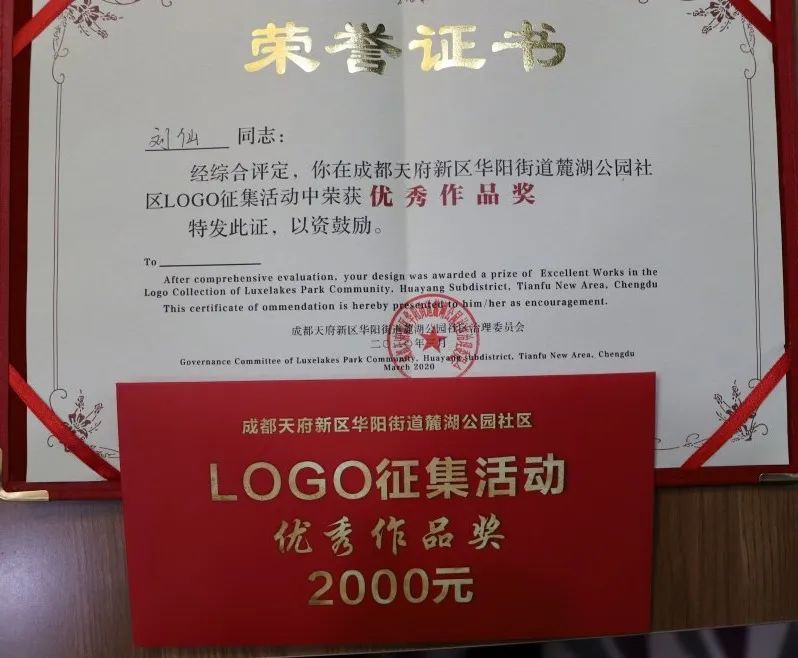 荣誉证书
刘仙 同志：
经综合评定，你在成都天府新区华阳街道麓湖公园社
区LOGO征集活动中荣获 优秀作品奖
特发此证，以资鼓励。
To
After comprehensive evaluation, your design was awarded a prize of Excellent Works in the
Logo Collection of Luxelakes Park Community, Huayang Subdistrict, Tianfu New Area, Chengdu
This certificate of ommendation is hereby presented to him/her as encouragement.
成都天府新区华阳街道麓湖公园社区治理委员会
二〇二〇年三月
Governance Committee of Luxelakes Park Community, Huayang Subdistrict, Tianfu New Area, Chengdu
March 2020
成都天府新区华阳街道麓湖公园社区
LOGO征集活动
优秀作品奖
2000元